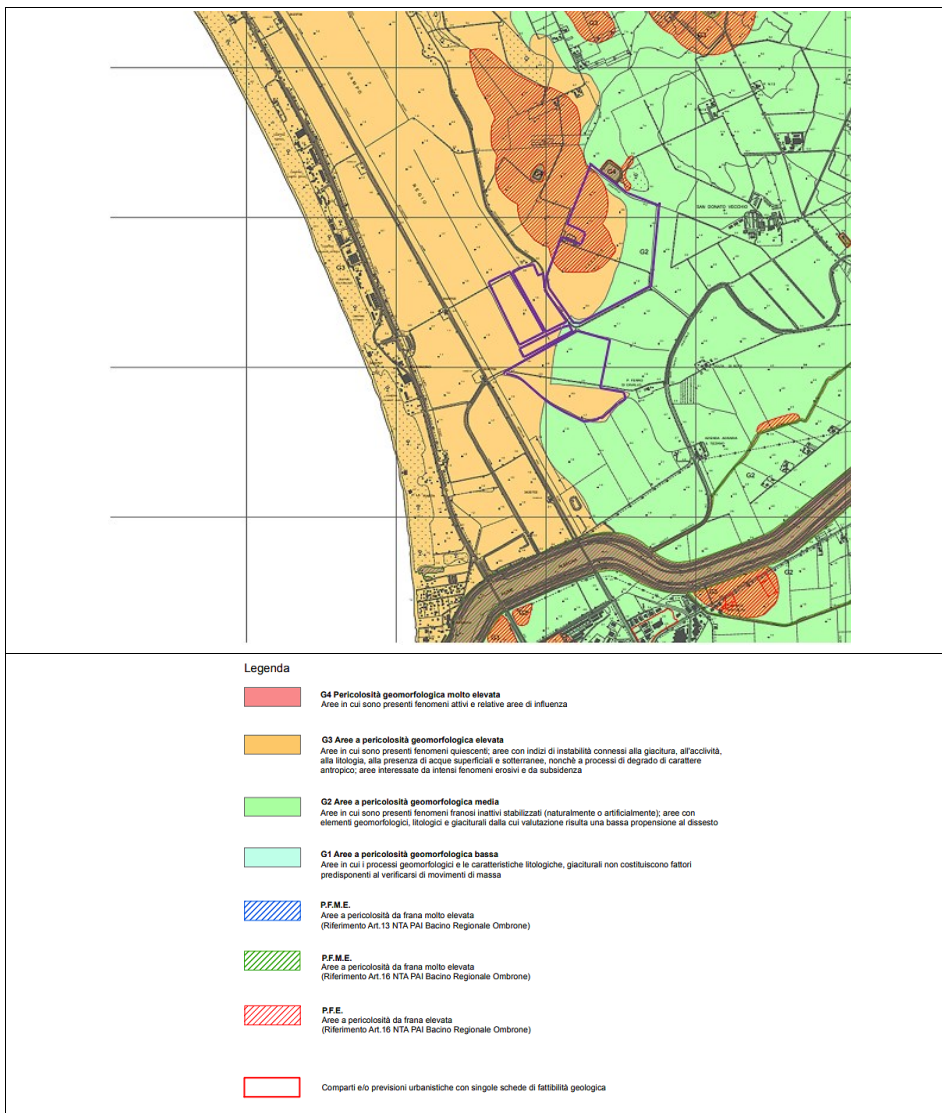 CAMPO
REGIO
G3
G3
G4
G2
SAN DONATO VECCHIO
G2
G2
G3
G3
Legenda
G4 Pericolosità geomorfologica molto elevata
Aree in cui sono presenti fenomeni attivi e relative aree di influenza
G3 Aree a pericolosità geomorfologica elevata
Aree in cui sono presenti fenomeni quiescenti; aree con indizi di instabilità connessi alla giacitura, all'acclività,
alla litologia, alla presenza di acque superficiali e sotterranee, nonchè a processi di degrado di carattere
antropico; aree interessate da intensi fenomeni erosivi e da subsidenza
G2 Aree a pericolosità geomorfologica media
Aree in cui sono presenti fenomeni franosi inattivi stabilizzati (naturalmente o artificialmente); aree con
elementi geomorfologici, litologici e giaciturali dalla cui valutazione risulta una bassa propensione al dissesto
G1 Aree a pericolosità geomorfologica bassa
Aree in cui i processi geomorfologici e le caratteristiche litologiche, giaciturali non costituiscono fattori
predisponenti al verificarsi di movimenti di massa
P.F.M.E.
Aree a pericolosità da frana molto elevata
(Riferimento Art.13 NTA PAI Bacino Regionale Ombrone)
P.F.M.E.
Aree a pericolosità da frana molto elevata
(Riferimento Art.16 NTA PAI Bacino Regionale Ombrone)
P.F.E.
Aree a pericolosità da frana elevata
(Riferimento Art.16 NTA PAI Bacino Regionale Ombrone)
Comparti e/o previsioni urbanistiche con singole schede di fattibilità geologica